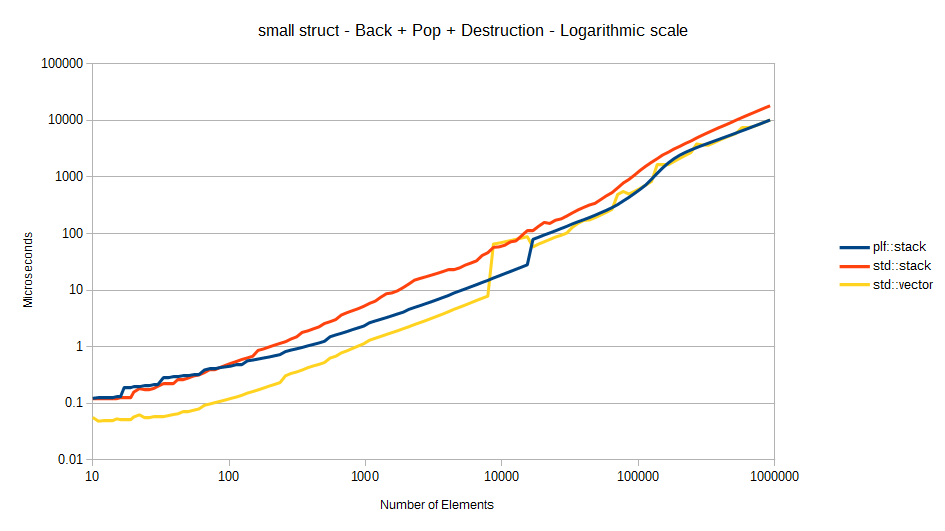 small struct - Back + Pop + Destruction - Logarithmic scale
100000
10000
1000
100
10
1
0.1
0.01
Microseconds
10 100 1000 10000 100000 1000000
Number of Elements
plf::stack
std::stack
std::vector